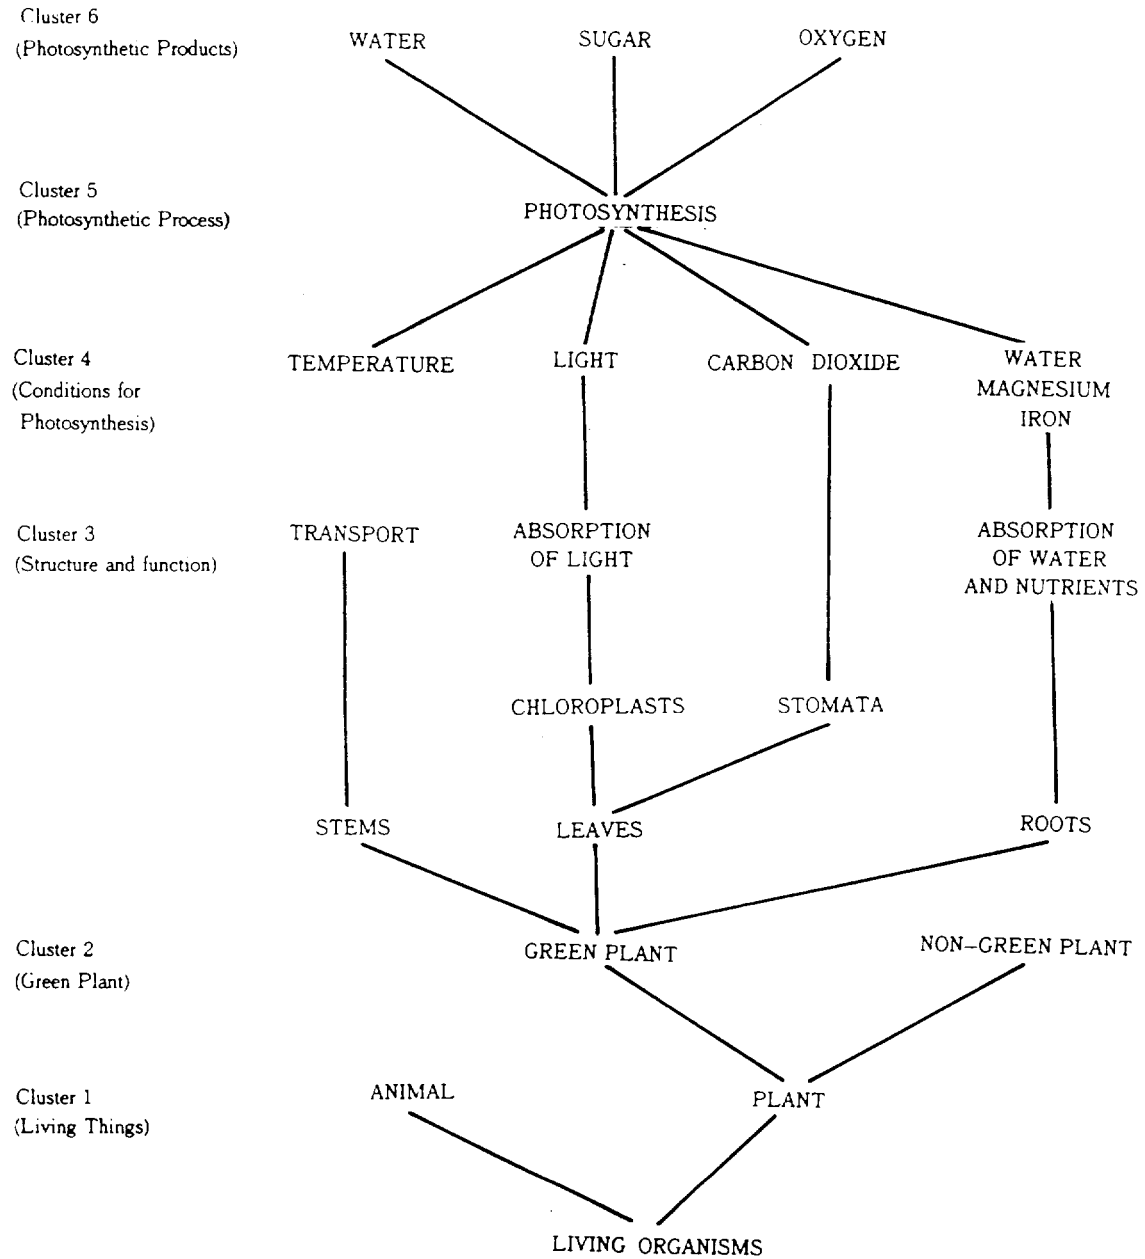 Cluster 6
(Photosynthetic Products)
WATER
SUGAR
OXYGEN
Cluster 5
(Photosynthetic Process)
PHOTOSYNTHESIS
Cluster 4
(Conditions for
Photosynthesis)
TEMPERATURE
LIGHT
CARBON DIOXIDE
WATER
MAGNESIUM
IRON
Cluster 3
(Structure and function)
TRANSPORT
ABSORPTION
OF LIGHT
ABSORPTION
OF WATER
AND NUTRIENTS
CHLOROPLASTS
STOMATA
STEMS
LEAVES
ROOTS
Cluster 2
(Green Plant)
GREEN PLANT
NON-GREEN PLANT
Cluster 1
(Living Things)
ANIMAL
PLANT
LIVING ORGANISMS